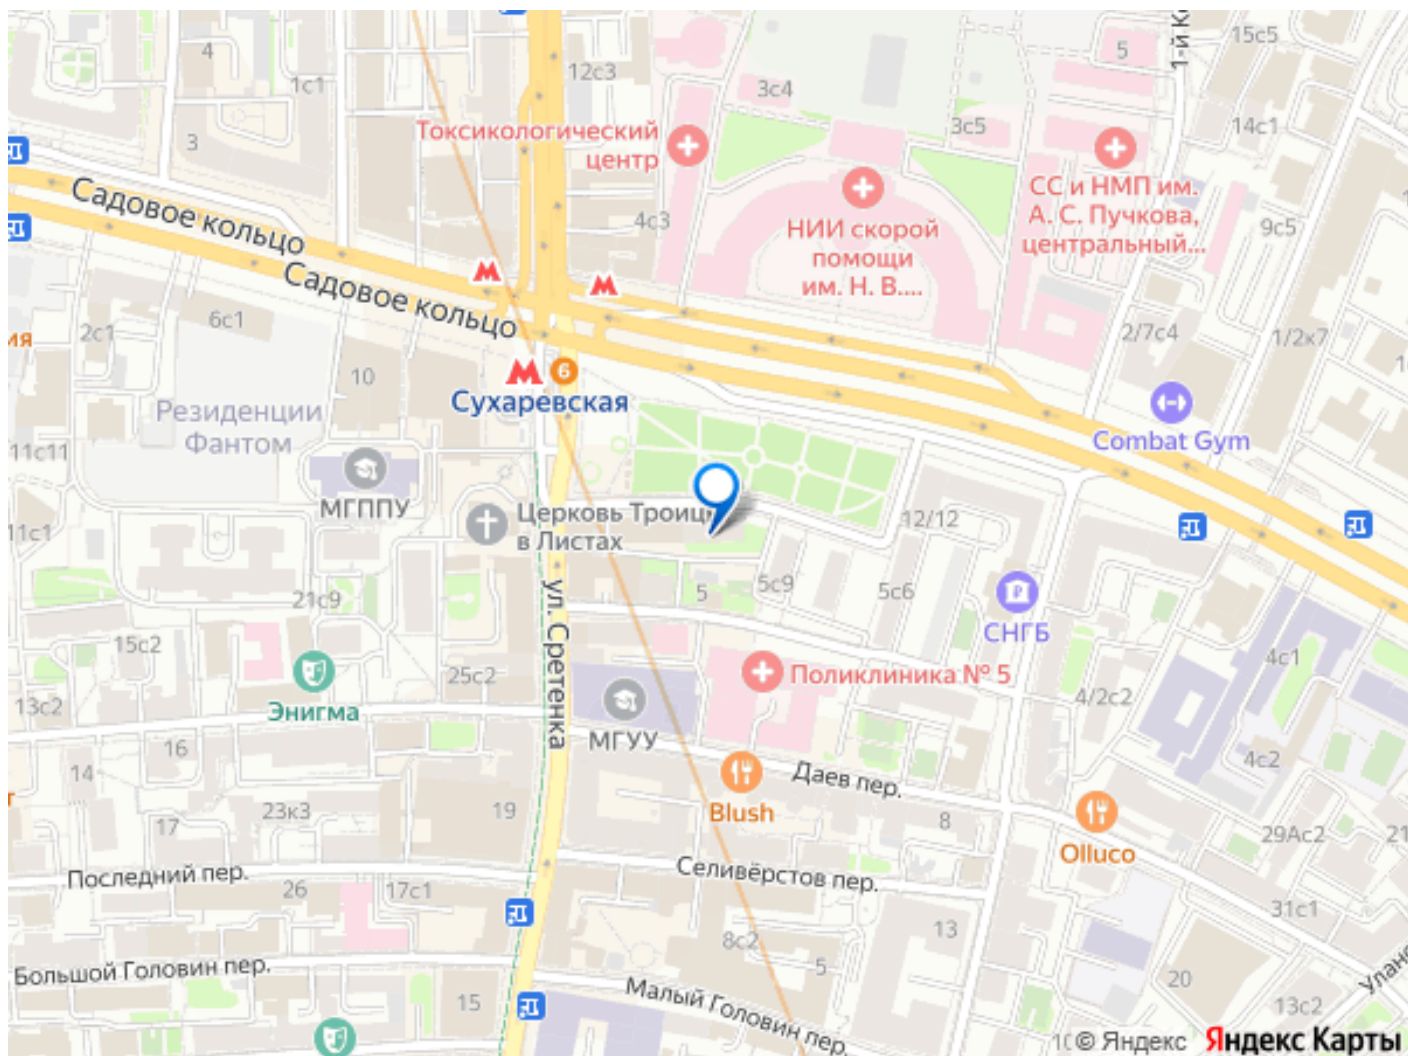 4
1с1
3
12с3
Токсикологический
центр
3с4
4с3
НИИ скорой
помощи
им. Н. В....
3с5
5
СС и НМП им.
А. С. Пучкова,
центральный...
15с5
14с1
9с5
Садовое кольцо
Садовое кольцо
2с1
6с1
10
Резиденции
Фантом
6
Сухаревская
2/7с4
1/2к7
Combat Gym
11с11
11с1
МГППУ
Церковь Троиц
в Листах
12/12
21с9
ул. Сретенка
5
5с9
5с6
СНГБ
15с2
13с2
Энигма
25с2
Поликлиника № 5
4с1
4/2с2
4с2
16
14
МГУУ
Blush
Даев пер.
8
Olluco
29Ас2
21
23к3
17
19
Последний пер.
26
17с1
Селивёрстов пер.
31с1
8с2
13
5
20
13с2
Большой Головин пер.
15
Малый Головин пер.
© Яндекс Яндекс Карты